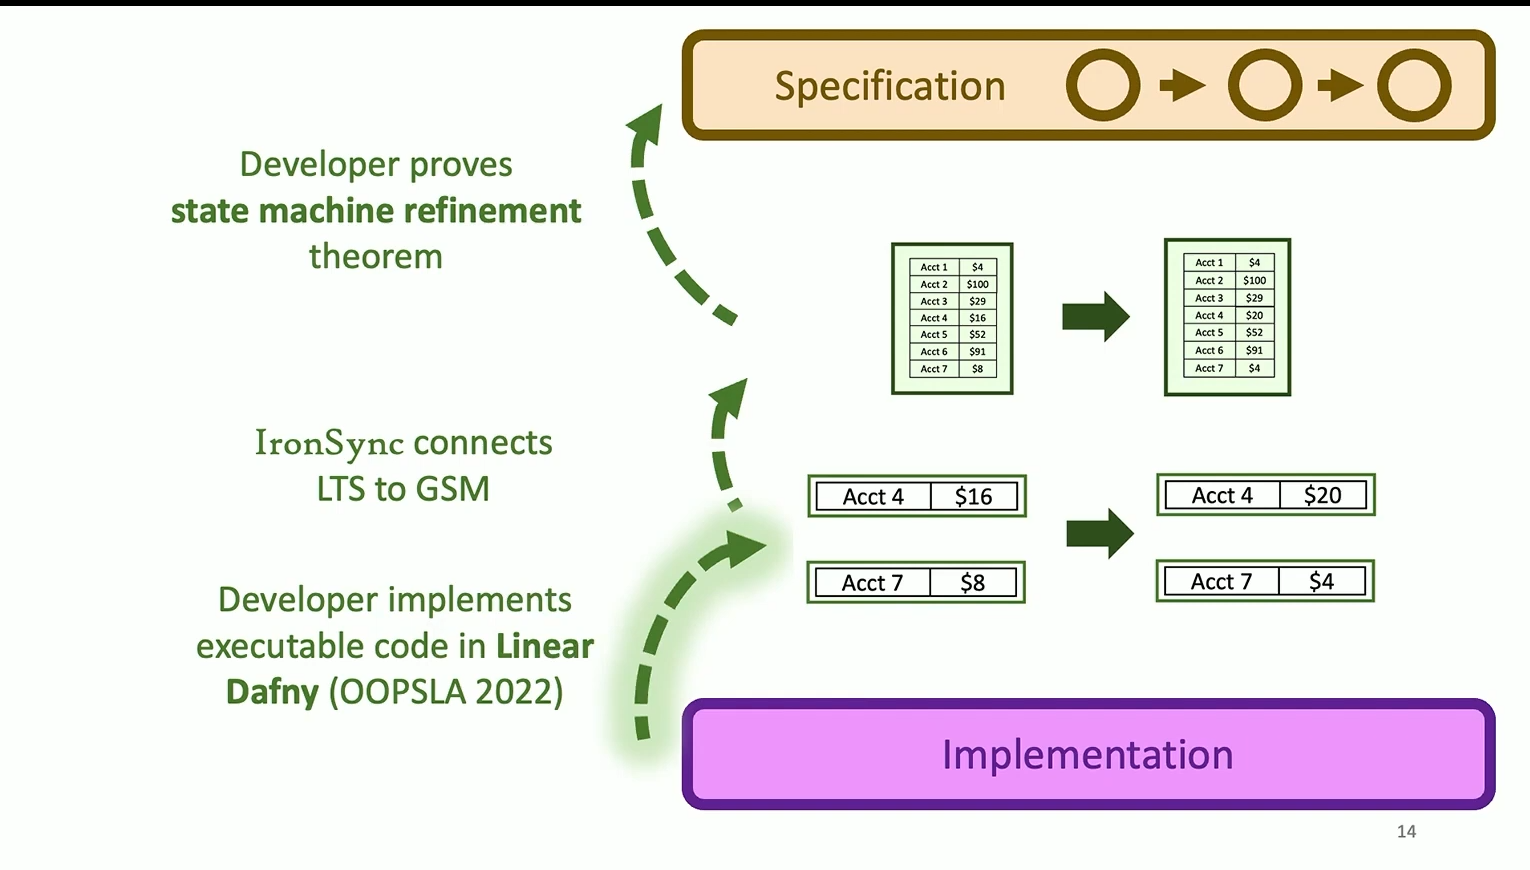 Specification
Developer proves
state machine refinement
theorem
Acct 1 $4
Acct 2 $100
Acct 3 $29
Acct 4 $16
Acct 5 $52
Acct 6 $91
Acct 7 $8
Acct 1 $4
Acct 2 $100
Acct 3 $29
Acct 4 $20
Acct 5 $52
Acct 6 $91
Acct 7 $4
IronSync connects
LTS to GSM
Acct 4 $16
Acct 4 $20
Acct 7 $8
Acct 7 $4
Developer implements
executable code in Linear
Dafny (OOPSLA 2022)
Implementation
14